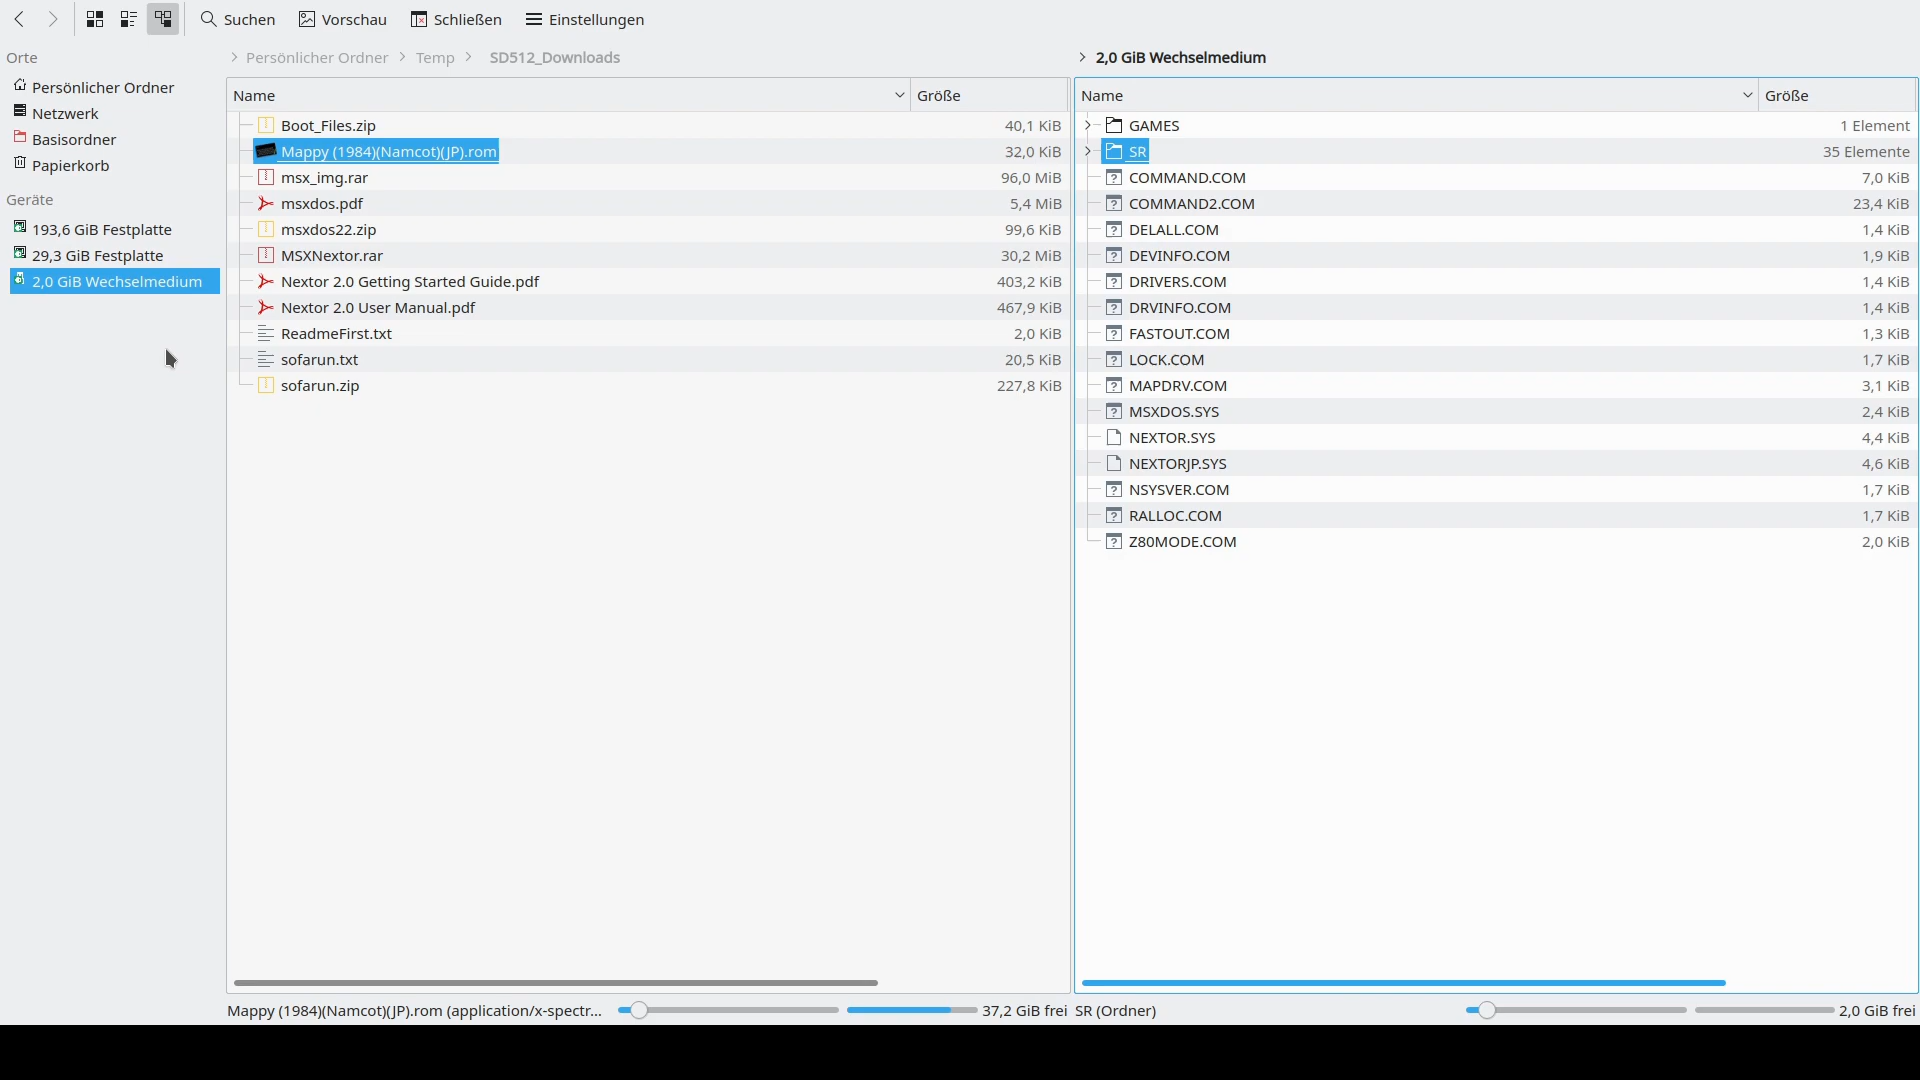 Suchen Vorschau Schließen Einstellungen
Orte
Persönlicher Ordner
Netzwerk
Basisordner
Papierkorb
Geräte
193,6 GiB Festplatte
29,3 GiB Festplatte
2,0 GiB Wechselmedium
Persönlicher Ordner Temp SD512_Downloads
Name Größe
Boot_Files.zip 40,1 KiB
Mappy (1984)(Namcot)(JP).rom 32,0 KiB
msx_img.rar 96,0 MiB
msxdos.pdf 5,4 MiB
msxdos22.zip 99,6 KiB
MSXNextor.rar 30,2 MiB
Nextor 2.0 Getting Started Guide.pdf 403,2 KiB
Nextor 2.0 User Manual.pdf 467,9 KiB
ReadmeFirst.txt 2,0 KiB
sofarun.txt 20,5 KiB
sofarun.zip 227,8 KiB
Mappy (1984)(Namcot)(JP).rom (application/x-spectr... 37,2 GiB frei
2,0 GiB Wechselmedium
Name Größe
GAMES 1 Element
SR 35 Elemente
COMMAND.COM 7,0 KiB
COMMAND2.COM 23,4 KiB
DELALL.COM 1,4 KiB
DEVINFO.COM 1,9 KiB
DRIVERS.COM 1,4 KiB
DRVINFO.COM 1,4 KiB
FASTOUT.COM 1,3 KiB
LOCK.COM 1,7 KiB
MAPDRV.COM 3,1 KiB
MSXDOS.SYS 2,4 KiB
NEXTOR.SYS 4,4 KiB
NEXTORJP.SYS 4,6 KiB
NSYSVER.COM 1,7 KiB
RALLOC.COM 1,7 KiB
Z80MODE.COM 2,0 KiB
SR (Ordner) 2,0 GiB frei